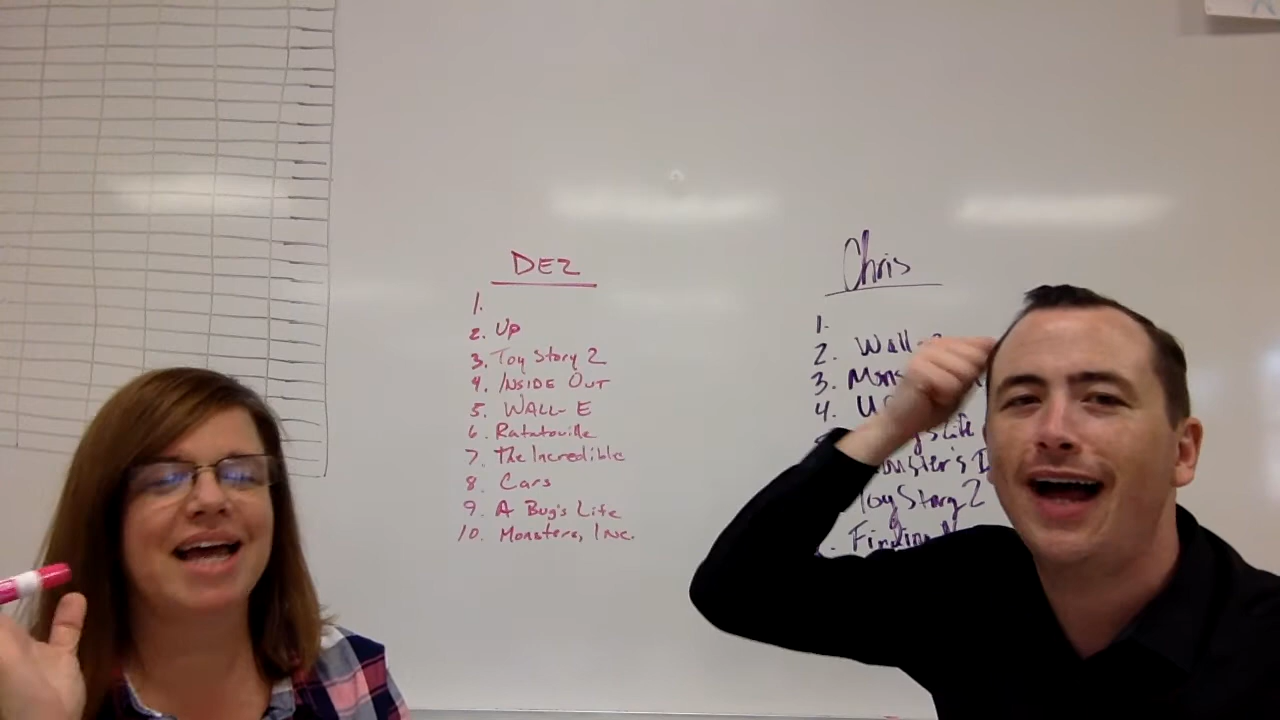 DEZ
1.
2. Up
3. Toy Story 2
4. INSIDE OUT
5. WALL-E
6. Ratatouille
7. The Incredible
8. Cars
9. A Bug's Life
10. Monsters, Inc.
Chris
1.
2. Wall-
3.
4.
Life
Toy Story 2